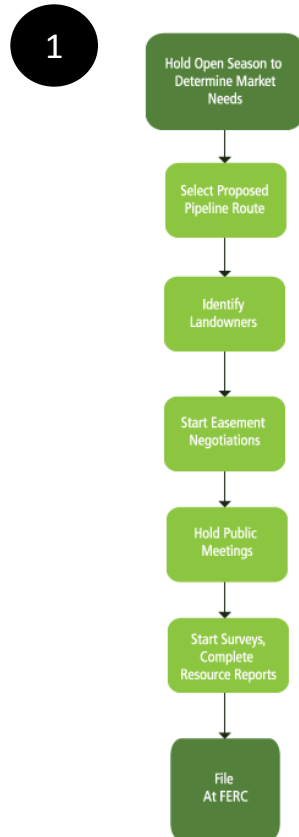 1
Hold Open Season to
Determine Market
Needs
Select Proposed
Pipeline Route
Identify
Landowners
Start Easement
Negotiations
Hold Public
Meetings
Start Surveys,
Complete
Resource Reports
File
At FERC